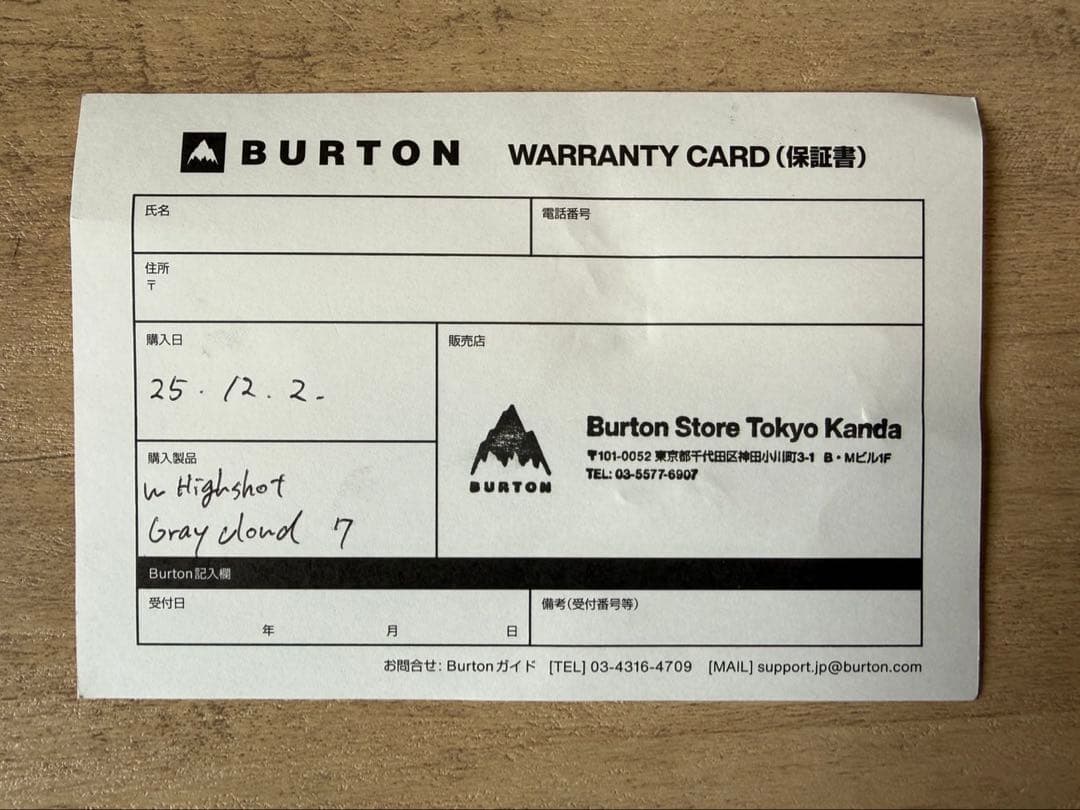 BURTON WARRANTY CARD(保証書)
氏名
電話番号
住所
〒
購入日
25.12.2.
販売店
BURTON
Burton Store Tokyo Kanda
〒101-0052 東京都千代田区神田小川町3-1 B・Mビル1F
TEL: 03-5577-6907
購入製品
W Highshot
Gray cloud 7
Burton記入欄
受付日
年 月 日
備考(受付番号等)
お問合せ: Burtonガイド [TEL] 03-4316-4709 [MAIL] support.jp@burton.com